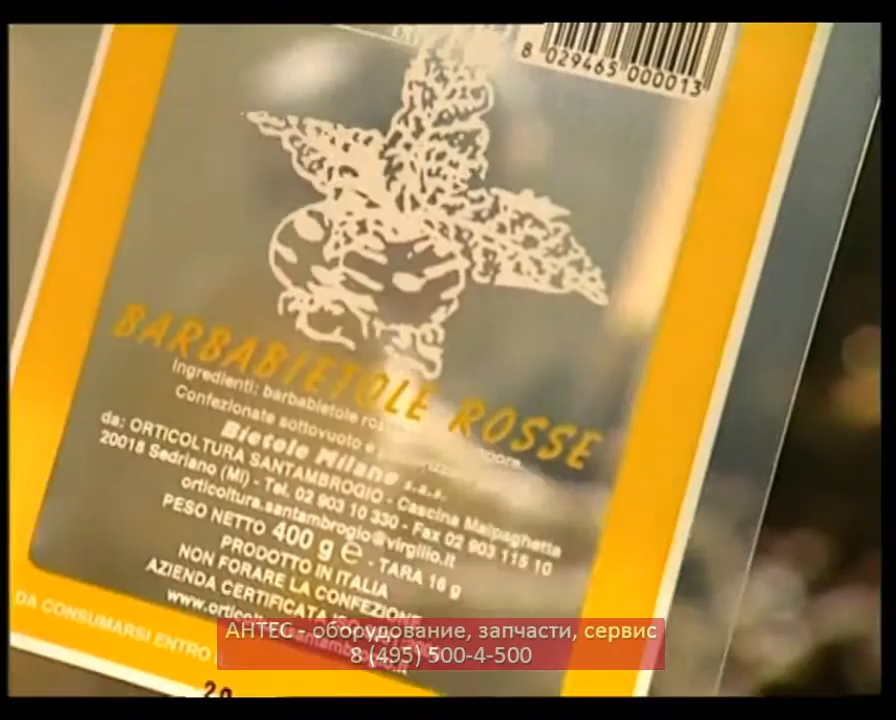 8 029465 000013
BARBABIETOLE ROSSE
Ingredienti: barbabietole
Confezionate sottovuoto e vapore.
Bietole Milano s.a.s.
da: ORTICOLTURA SANTAMBROGIO - Cascina Malpaghetta
20018 Sedriano (MI) - Tel. 02 903 10 330 - Fax 02 903 115 10
orticoltura.santambrogio@virgilio.it
PESO NETTO 400 g e - TARA 16 g
PRODOTTO IN ITALIA
NON FORARE LA CONFEZIONE
AZIENDA CERTIFICATA ISO
DA CONSUMARSI ENTRO
АНТЕС - оборудование, запчасти, сервис
8 (495) 500-4-500